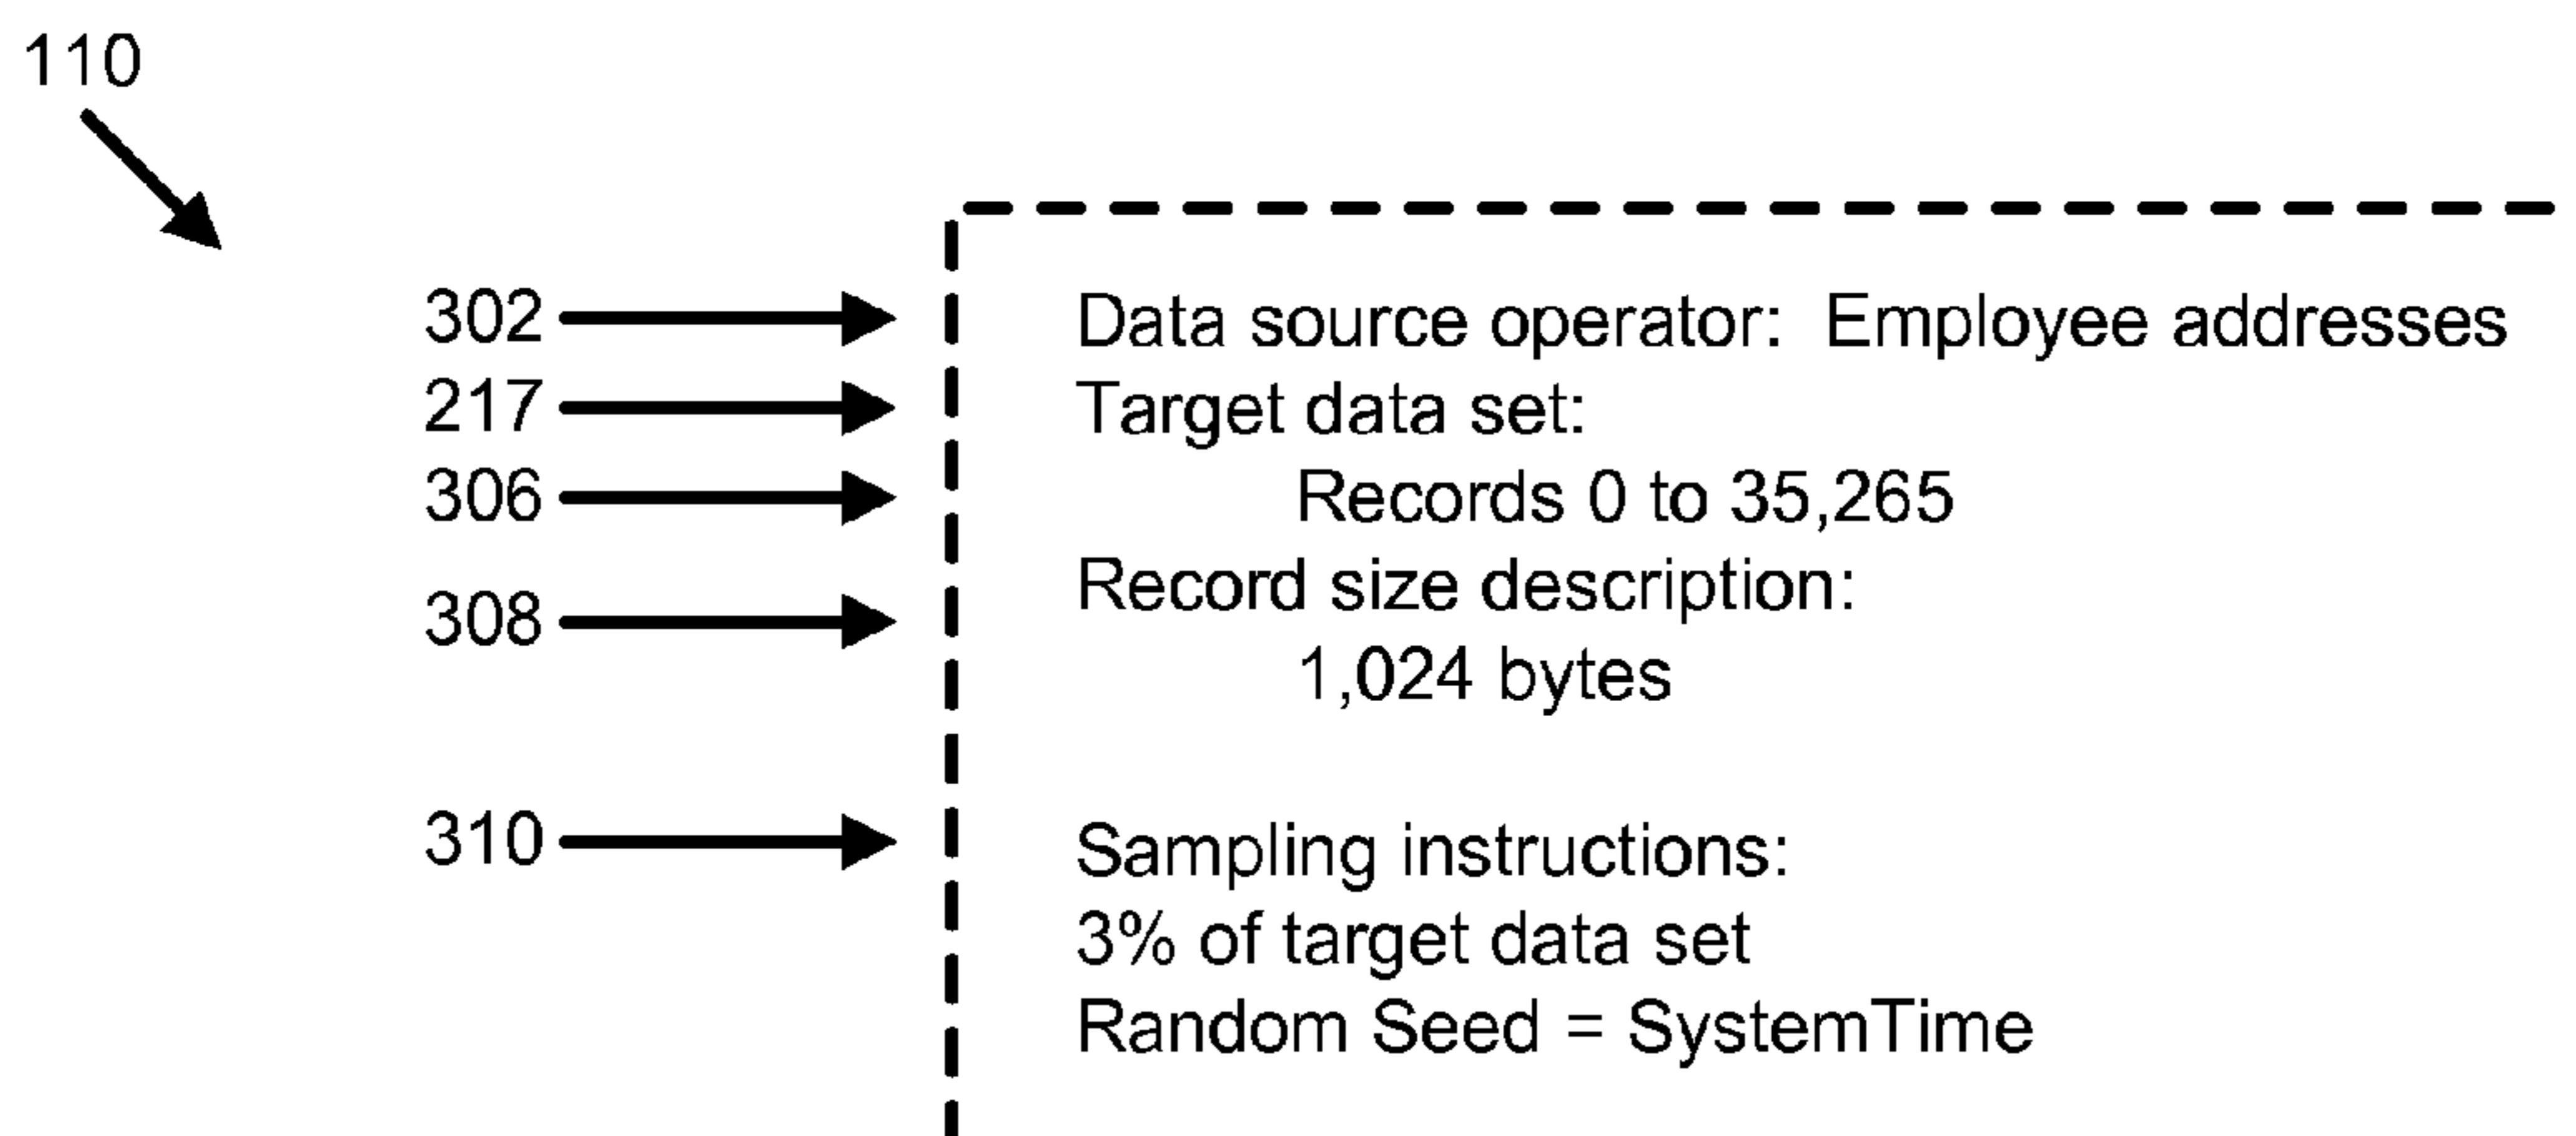 110
302 Data source operator: Employee addresses
217 Target data set:
306 Records 0 to 35,265
308 Record size description:
1,024 bytes
310 Sampling instructions:
3% of target data set
Random Seed = SystemTime